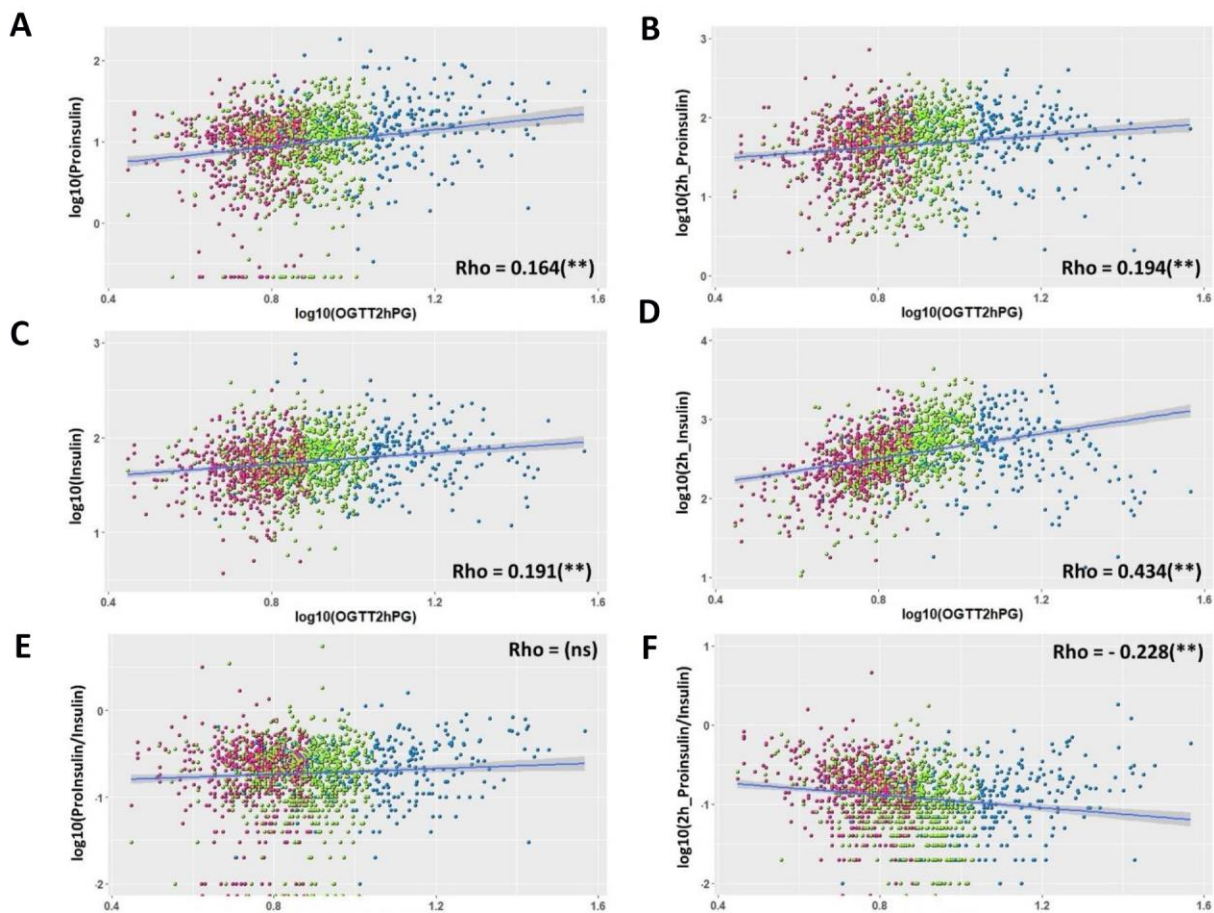 A
2
1
0
log10(Proinsulin)
Rho = 0.164(**)
0.4 0.8 1.2 1.6
log10(OGTT2hPG)
B
3
2
1
0
log10(2h_Proinsulin)
Rho = 0.194(**)
0.4 0.8 1.2 1.6
log10(OGTT2hPG)
C
3
2
1
log10(Insulin)
Rho = 0.191(**)
0.4 0.8 1.2 1.6
log10(OGTT2hPG)
D
4
3
2
1
log10(2h_Insulin)
Rho = 0.434(**)
0.4 0.8 1.2 1.6
log10(OGTT2hPG)
E
Rho = (ns)
0
-1
-2
log10(ProInsulin/Insulin)
0.4 0.8 1.2 1.6
F
Rho = - 0.228(**)
1
0
-1
-2
log10(2h_Proinsulin/Insulin)
0.4 0.8 1.2 1.6